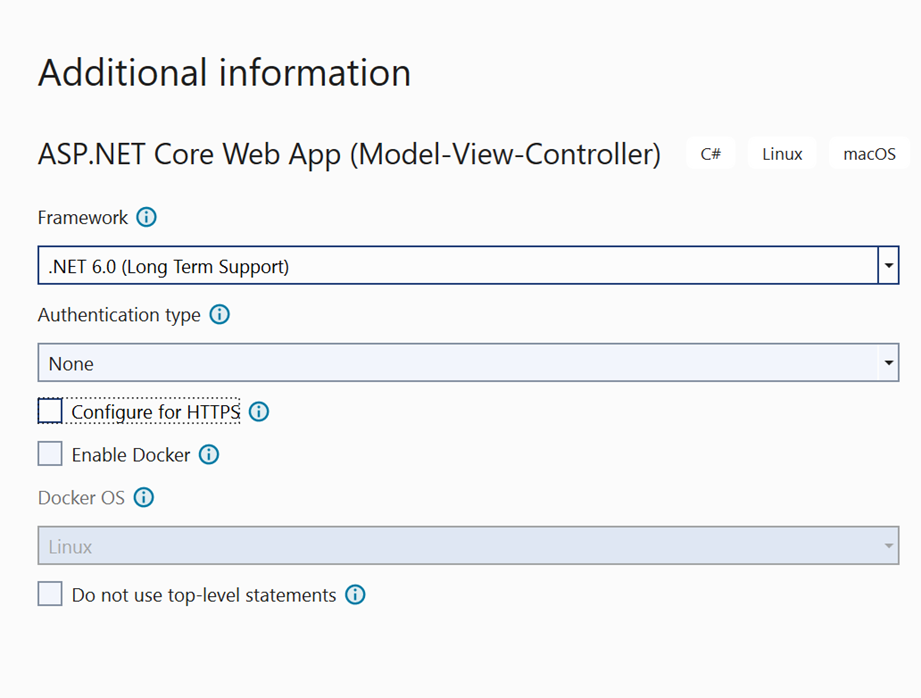 Additional information
ASP.NET Core Web App (Model-View-Controller) C# Linux macOS
Framework
.NET 6.0 (Long Term Support)
Authentication type
None
Configure for HTTPS
Enable Docker
Docker OS
Linux
Do not use top-level statements